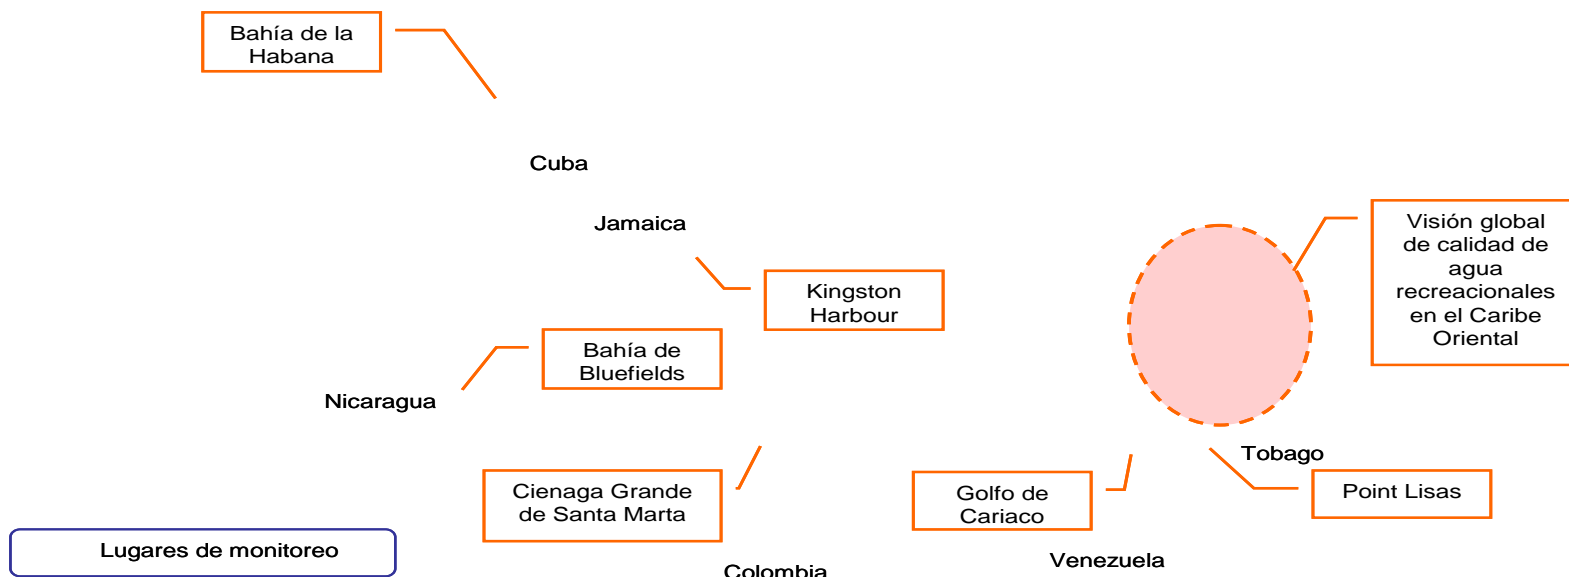 Bahía de la
Habana
Cuba
Jamaica
Visión global
de calidad de
agua
recreacionales
en el Caribe
Oriental
Kingston
Harbour
Bahía de
Bluefields
Nicaragua
Tobago
Cienaga Grande
de Santa Marta
Golfo de
Cariaco
Point Lisas
Lugares de monitoreo
Venezuela
Colombia